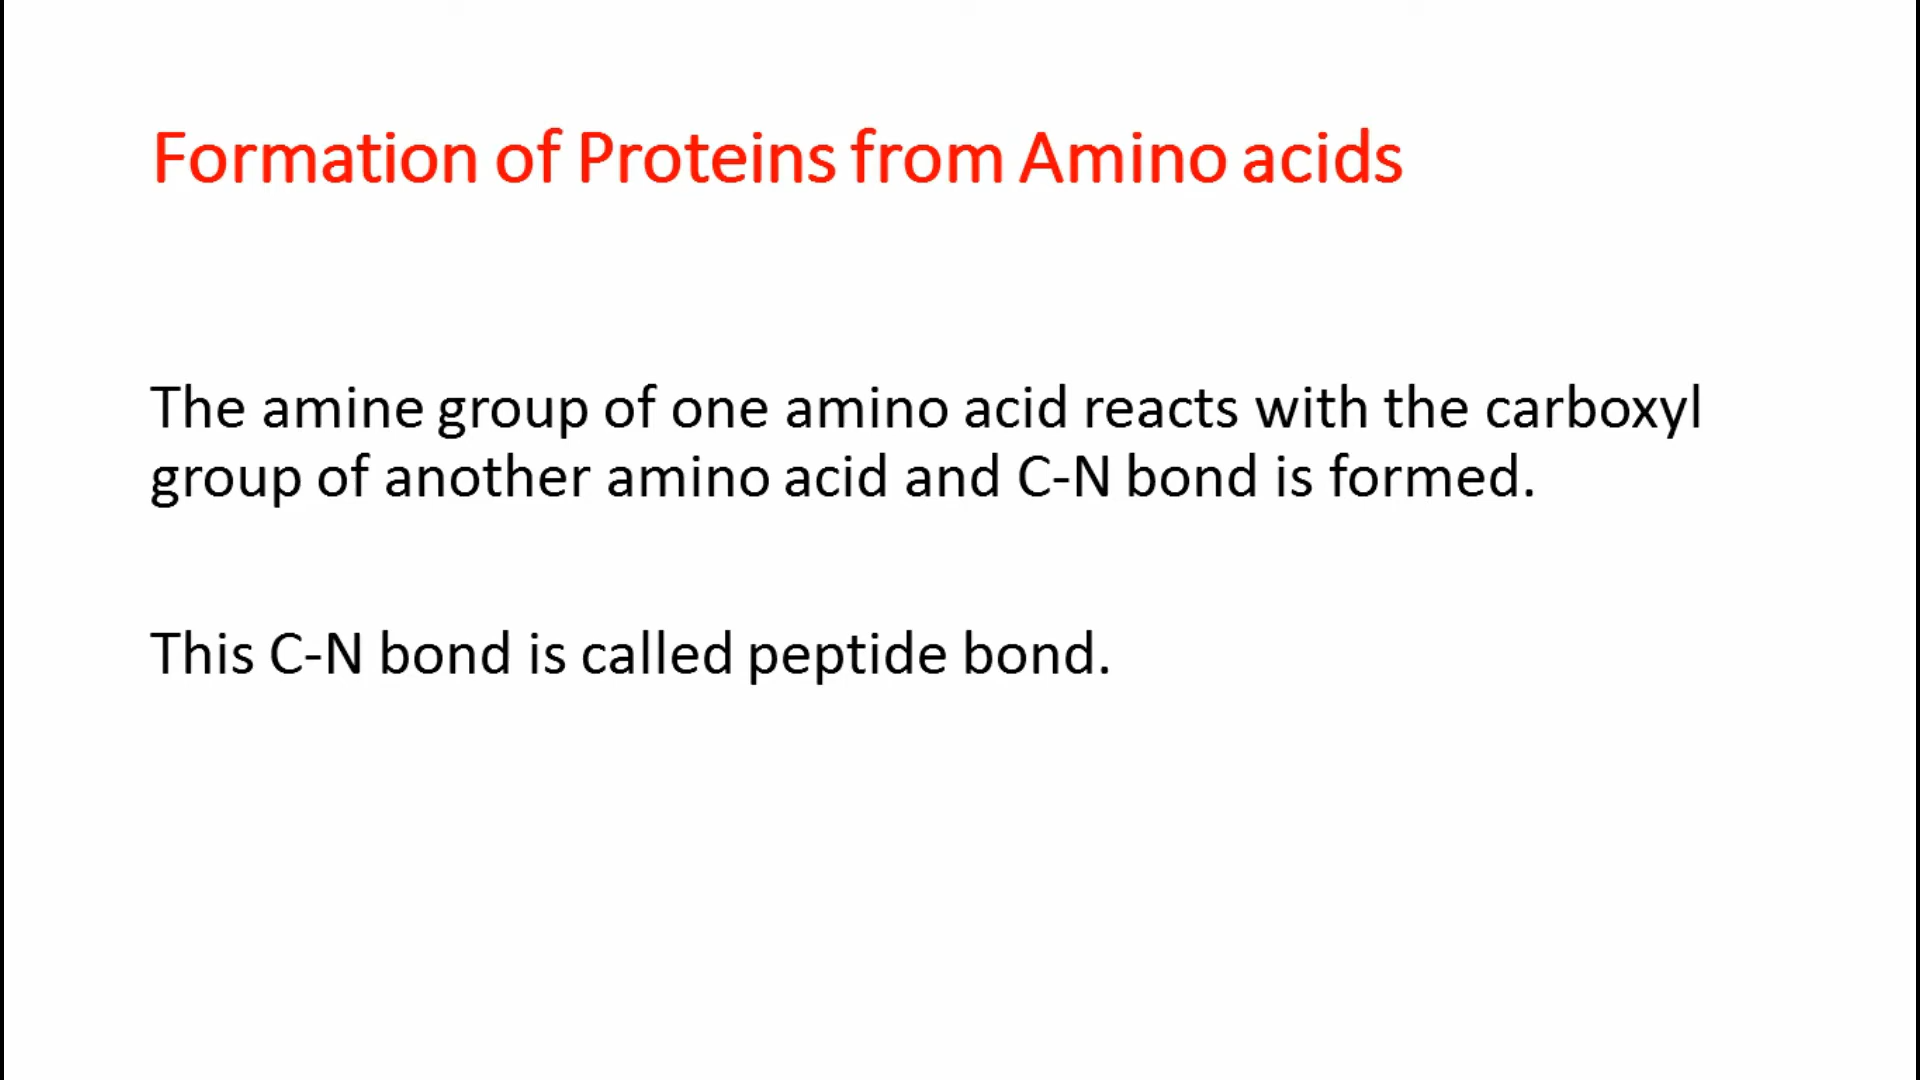 Formation of Proteins from Amino acids
The amine group of one amino acid reacts with the carboxyl
group of another amino acid and C-N bond is formed.
This C-N bond is called peptide bond.